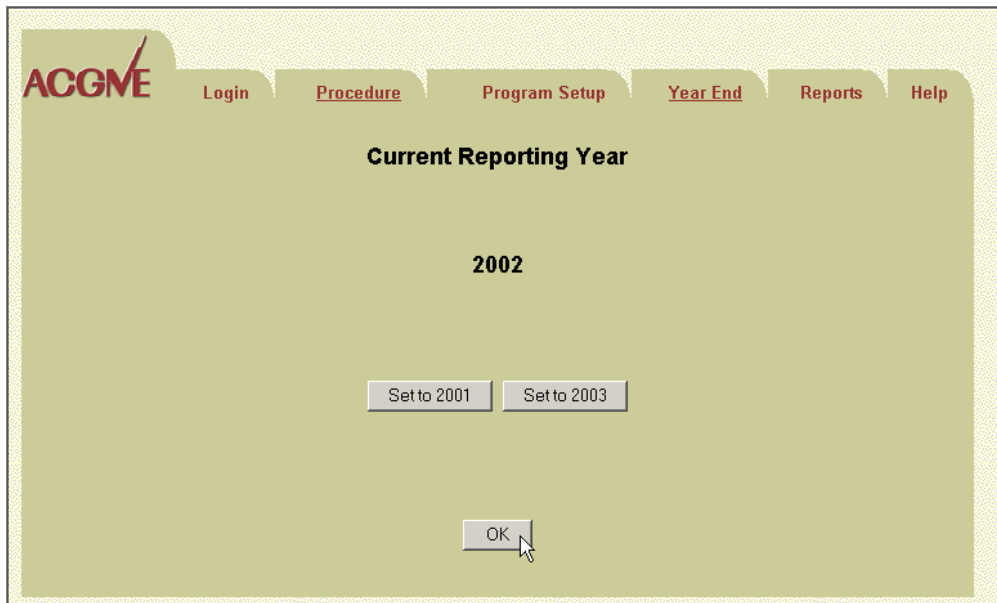 ACGME
Login Procedure Program Setup Year End Reports Help
Current Reporting Year
2002
Set to 2001 Set to 2003
OK